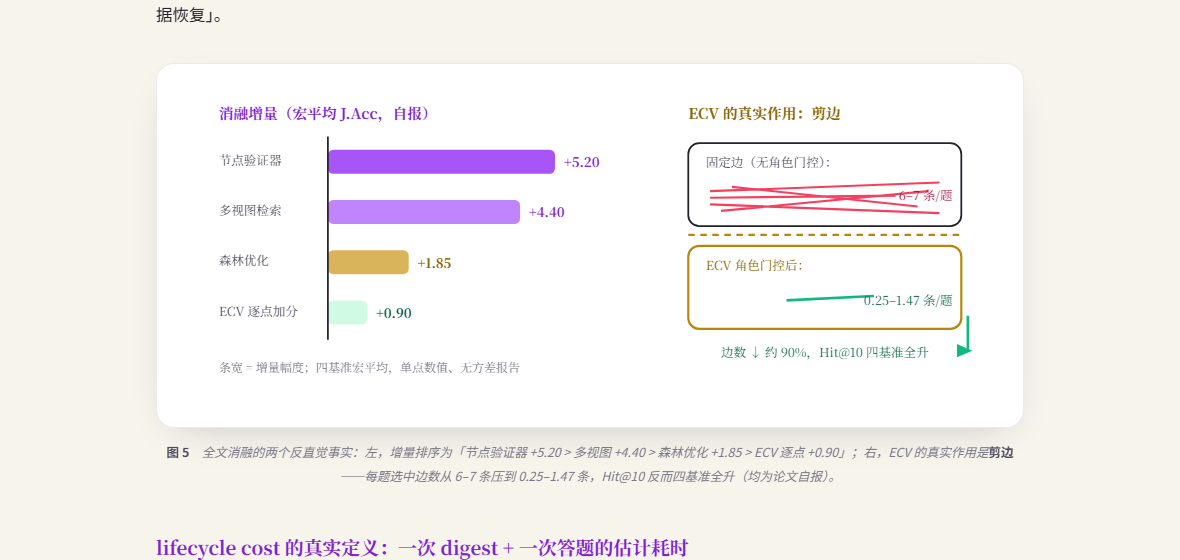 据恢复」。
消融增量（宏平均 J.Acc，自报）
节点验证器
+5.20
多视图检索
+4.40
森林优化
+1.85
ECV 逐点加分
+0.90
条宽 = 增量幅度；四基准宏平均，单点数值、无方差报告
ECV 的真实作用：剪边
固定边（无角色门控）：
6–7 条/题
ECV 角色门控后：
0.25–1.47 条/题
边数 ↓ 约 90%，Hit@10 四基准全升
图 5 全文消融的两个反直觉事实：左，增量排序为「节点验证器 +5.20 > 多视图 +4.40 > 森林优化 +1.85 > ECV 逐点 +0.90」；右，ECV 的真实作用是剪边
——每题选中边数从 6–7 条压到 0.25–1.47 条，Hit@10 反而四基准全升（均为论文自报）。
lifecycle cost 的真实定义：一次 digest + 一次答题的估计耗时